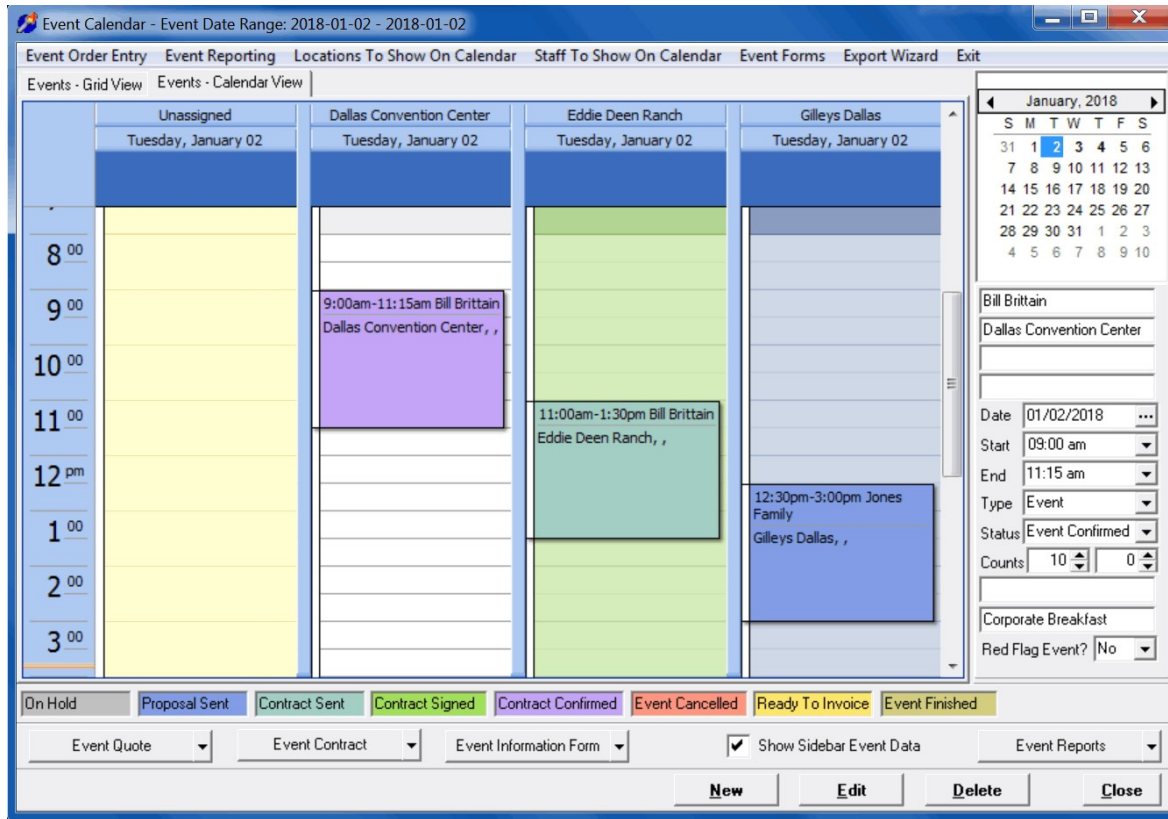 Event Calendar - Event Date Range: 2018-01-02 - 2018-01-02
Event Order Entry Event Reporting Locations To Show On Calendar Staff To Show On Calendar Event Forms Export Wizard Exit
Events - Grid View Events - Calendar View
Unassigned Dallas Convention Center Eddie Deen Ranch Gilleys Dallas
Tuesday, January 02 Tuesday, January 02 Tuesday, January 02 Tuesday, January 02
8 00
9 00
10 00
11 00
12 pm
1 00
2 00
3 00
9:00am-11:15am Bill Brittain
Dallas Convention Center, ,
11:00am-1:30pm Bill Brittain
Eddie Deen Ranch, ,
12:30pm-3:00pm Jones
Family
Gilleys Dallas, ,
January, 2018
S M T W T F S
31 1 2 3 4 5 6
7 8 9 10 11 12 13
14 15 16 17 18 19 20
21 22 23 24 25 26 27
28 29 30 31 1 2 3
4 5 6 7 8 9 10
Bill Brittain
Dallas Convention Center
Date 01/02/2018 ...
Start 09:00 am
End 11:15 am
Type Event
Status Event Confirmed
Counts 10 0
Corporate Breakfast
Red Flag Event? No
On Hold Proposal Sent Contract Sent Contract Signed Contract Confirmed Event Cancelled Ready To Invoice Event Finished
Event Quote Event Contract Event Information Form Show Sidebar Event Data Event Reports
New Edit Delete Close